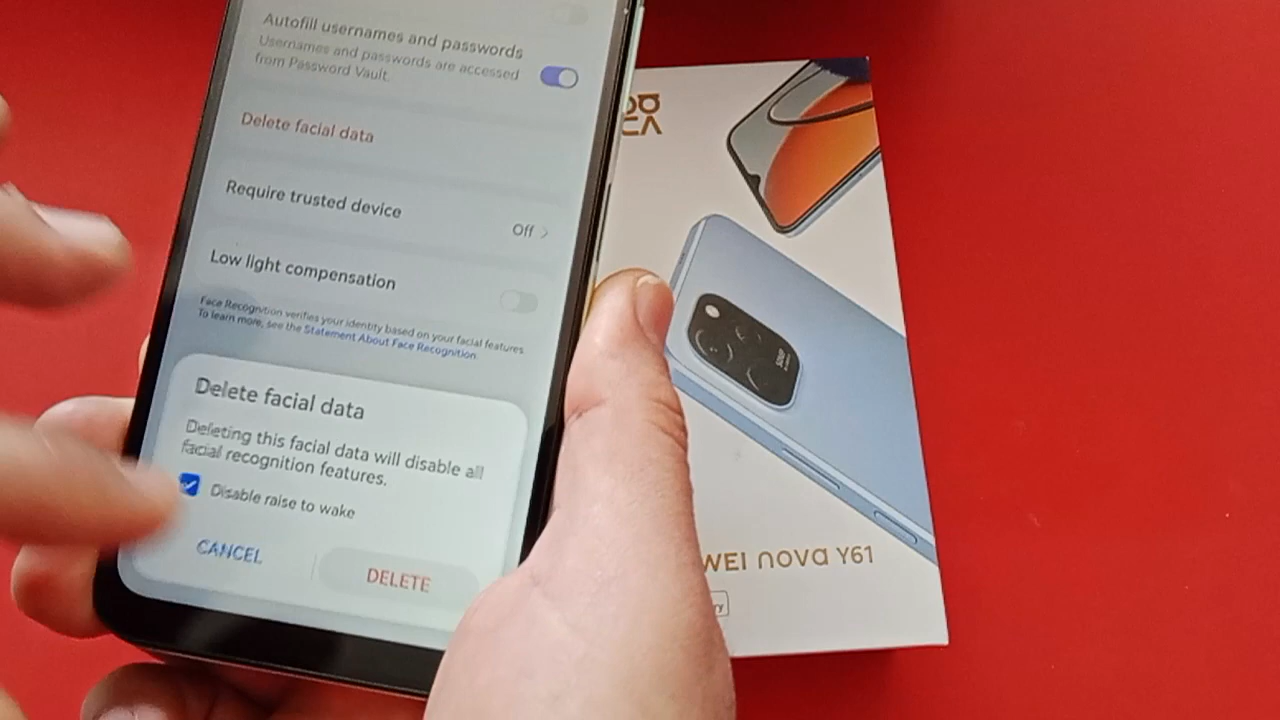 Autofill usernames and passwords
Usernames and passwords are accessed
from Password Vault.
Delete facial data
Require trusted device
Off >
Low light compensation
Face Recognition verifies your identity based on your facial features.
To learn more, see the Statement About Face Recognition
Delete facial data
Deleting this facial data will disable all
facial recognition features.
Disable raise to wake
CANCEL
DELETE
50MP
WEI nova Y61